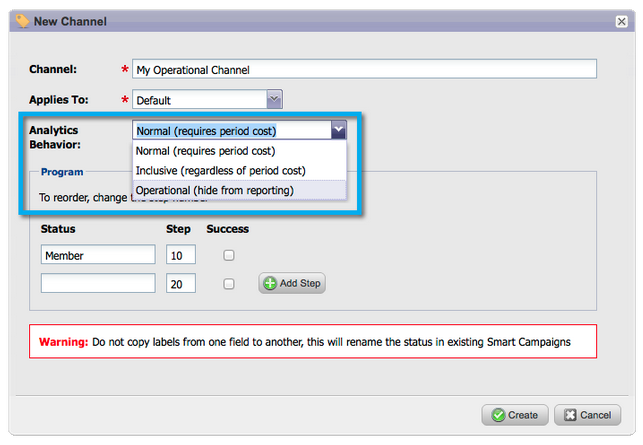 New Channel
Channel: * My Operational Channel
Applies To: * Default
Analytics Behavior: Normal (requires period cost)
Normal (requires period cost)
Inclusive (regardless of period cost)
Operational (hide from reporting)
Program
To reorder, change the step number
Status Step Success
Member 10
20 Add Step
Warning: Do not copy labels from one field to another, this will rename the status in existing Smart Campaigns
Create Cancel